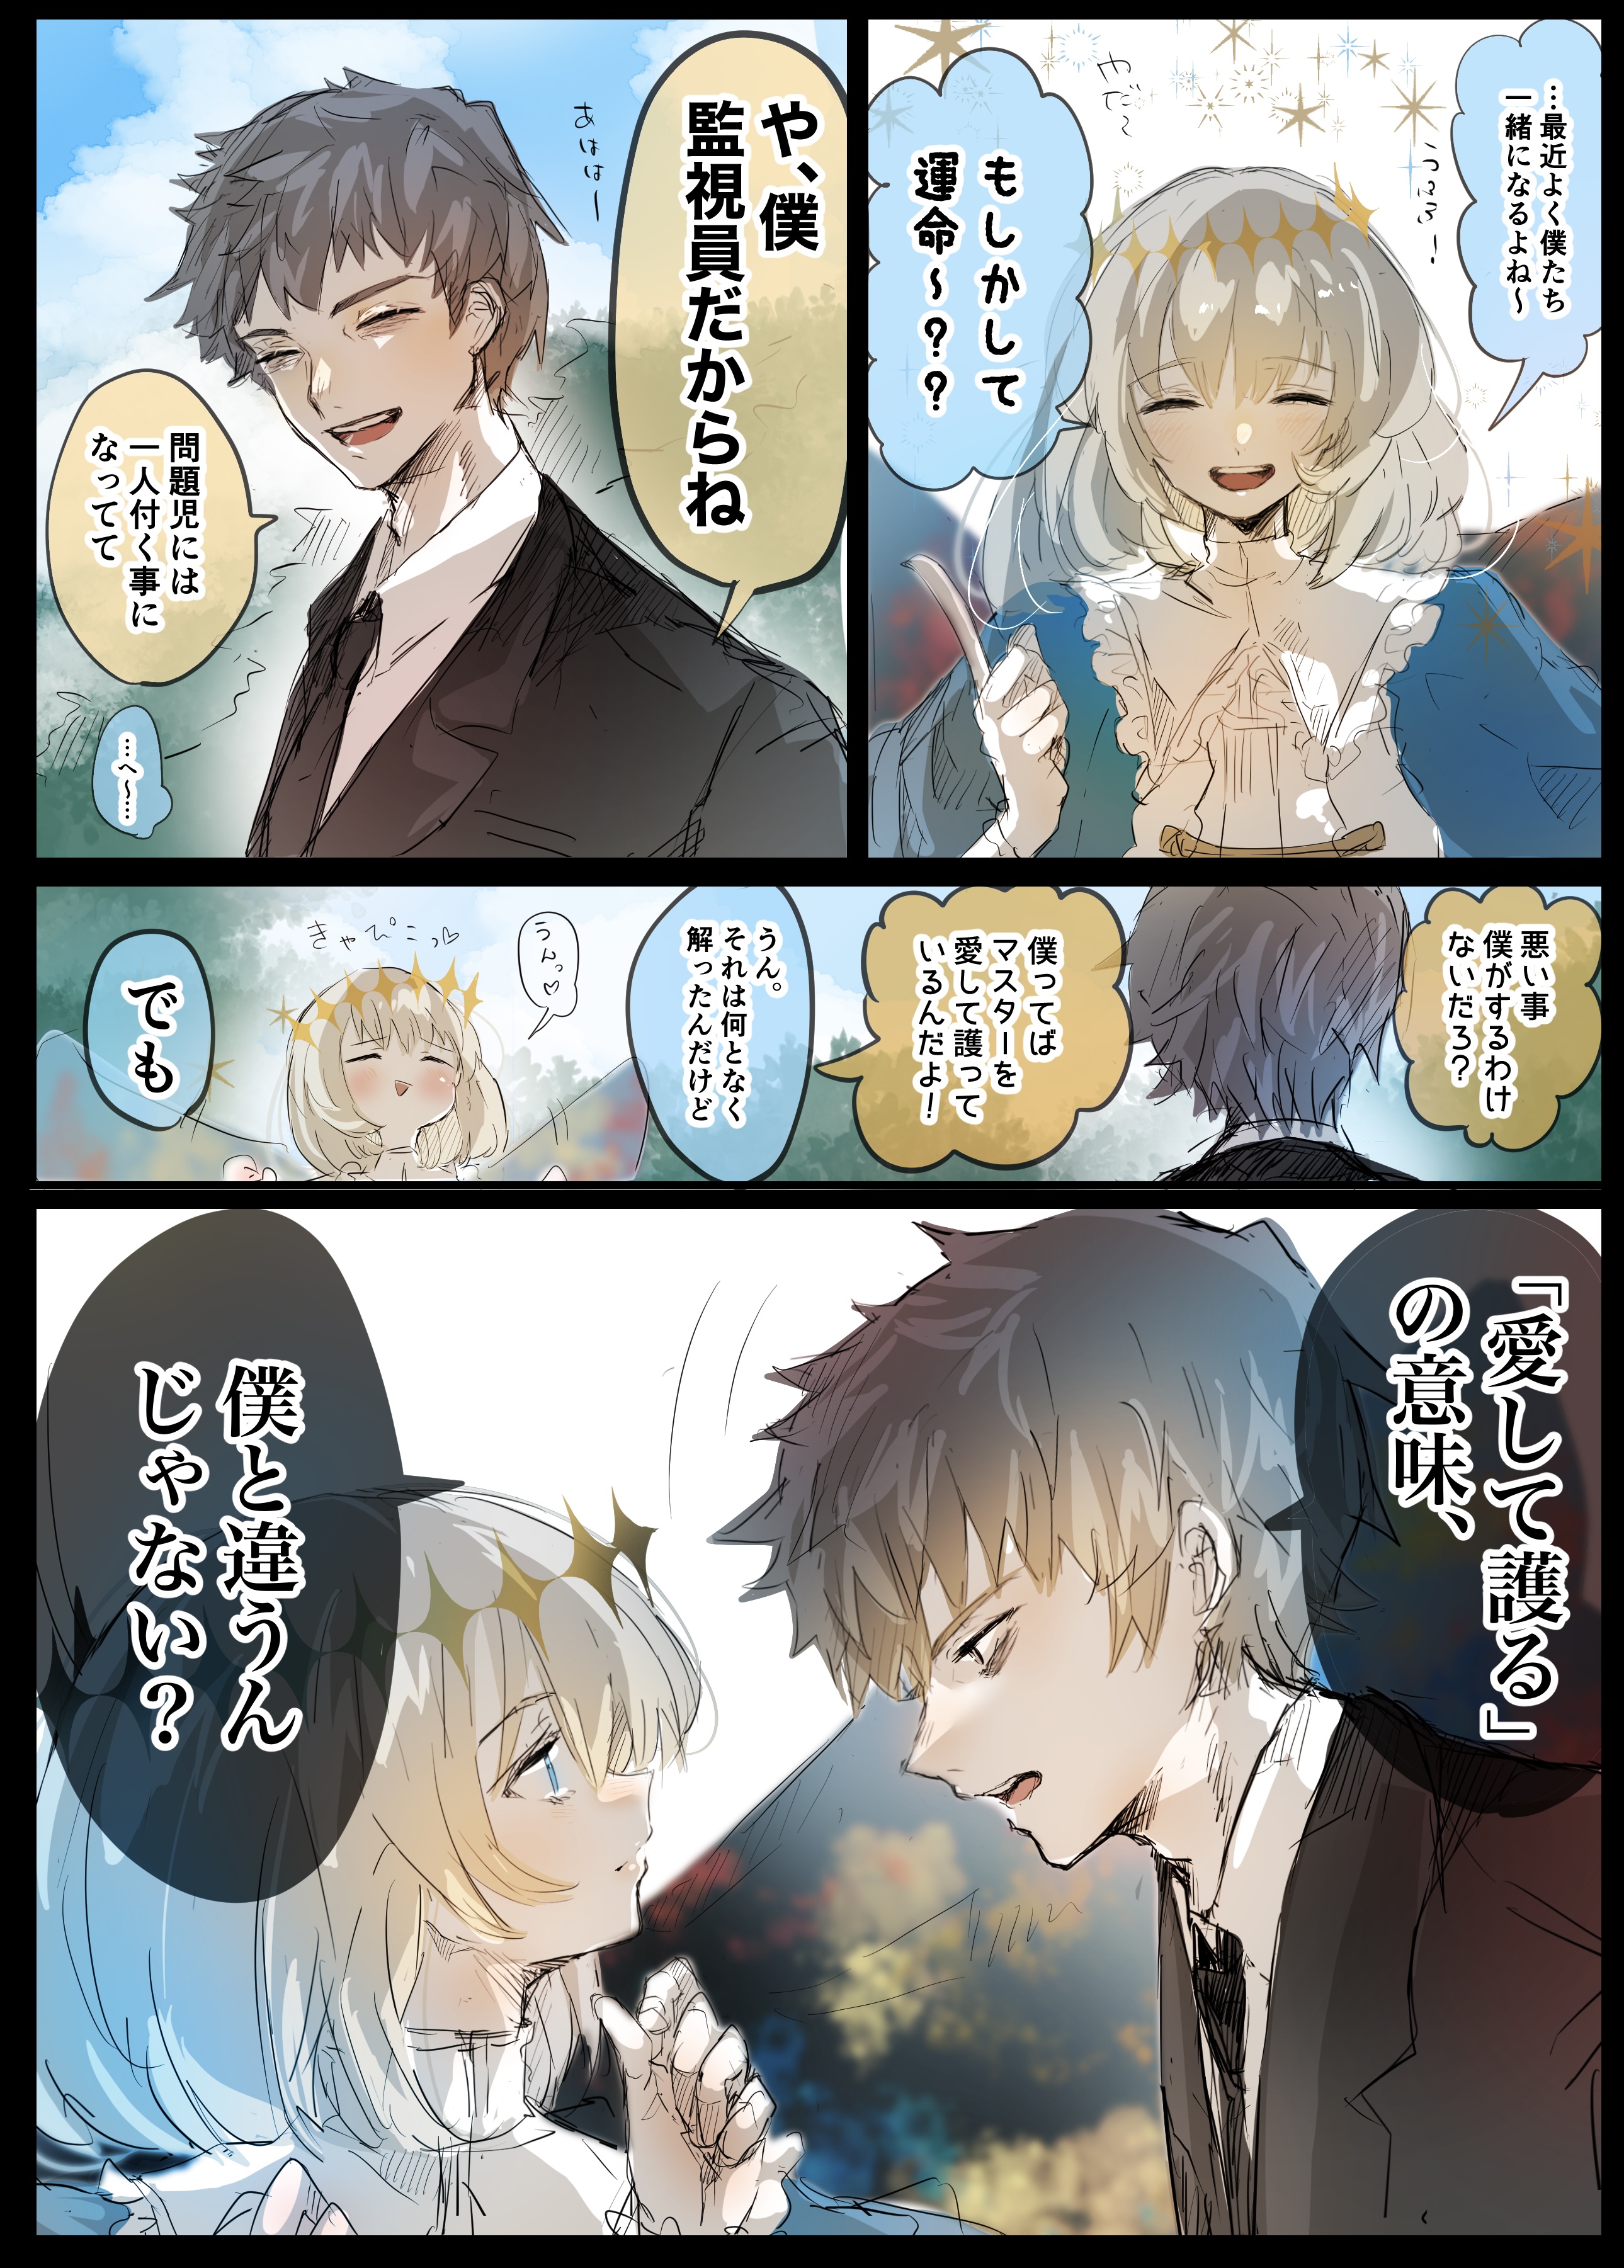 …最近よく僕たち
一緒になるよね～
うふふー
やだ～
もしかして
運命～？？
や、僕
監視員だからね
あはは～
問題児には
一人付く事に
なってて
…へ～…
悪い事
僕がするわけ
ないだろ？
僕ってば
マスターを
愛して護って
いるんだよ！
うん。
それは何となく
解ったんだけど
うんっ♡
きゃぴこっ♡
でも
「愛して護る」
の意味、
僕と違うん
じゃない？